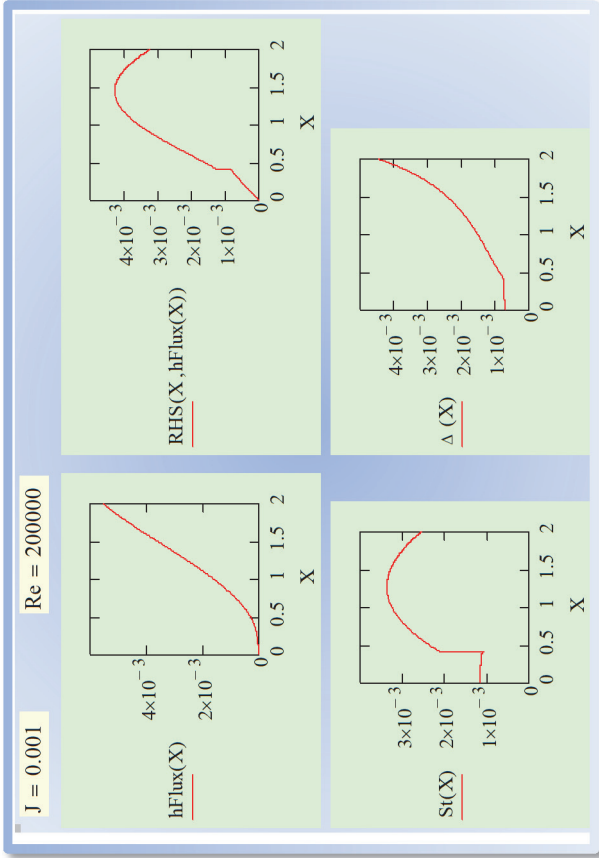 J = 0.001
Re = 200000
hFlux(X)
4×10⁻³
2×10⁻³
0
0 0.5 1 1.5 2
X
RHS(X,hFlux(X))
4×10⁻³
3×10⁻³
2×10⁻³
1×10⁻³
0
0 0.5 1 1.5 2
X
St(X)
3×10⁻³
2×10⁻³
1×10⁻³
0
0 0.5 1 1.5 2
X
Δ (X)
4×10⁻³
3×10⁻³
2×10⁻³
1×10⁻³
0
0 0.5 1 1.5 2
X